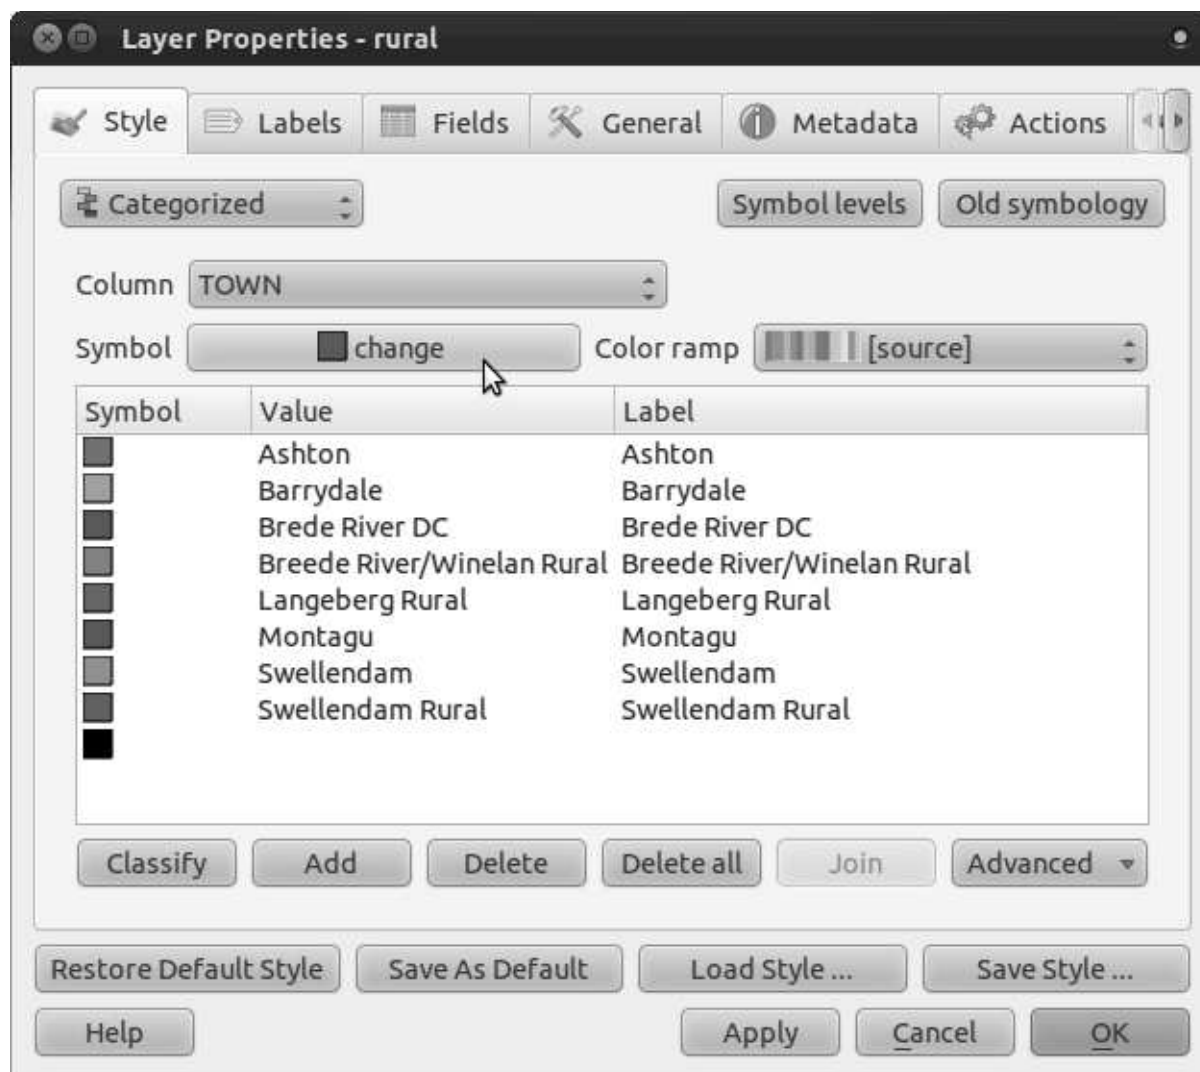 Layer Properties - rural
Style Labels Fields General Metadata Actions
Categorized Symbol levels Old symbology
Column TOWN
Symbol change Color ramp [source]
Symbol Value Label
Ashton Ashton
Barrydale Barrydale
Brede River DC Brede River DC
Breede River/Winelan Rural Breede River/Winelan Rural
Langeberg Rural Langeberg Rural
Montagu Montagu
Swellendam Swellendam
Swellendam Rural Swellendam Rural
Classify Add Delete Delete all Join Advanced
Restore Default Style Save As Default Load Style ... Save Style ...
Help Apply Cancel OK